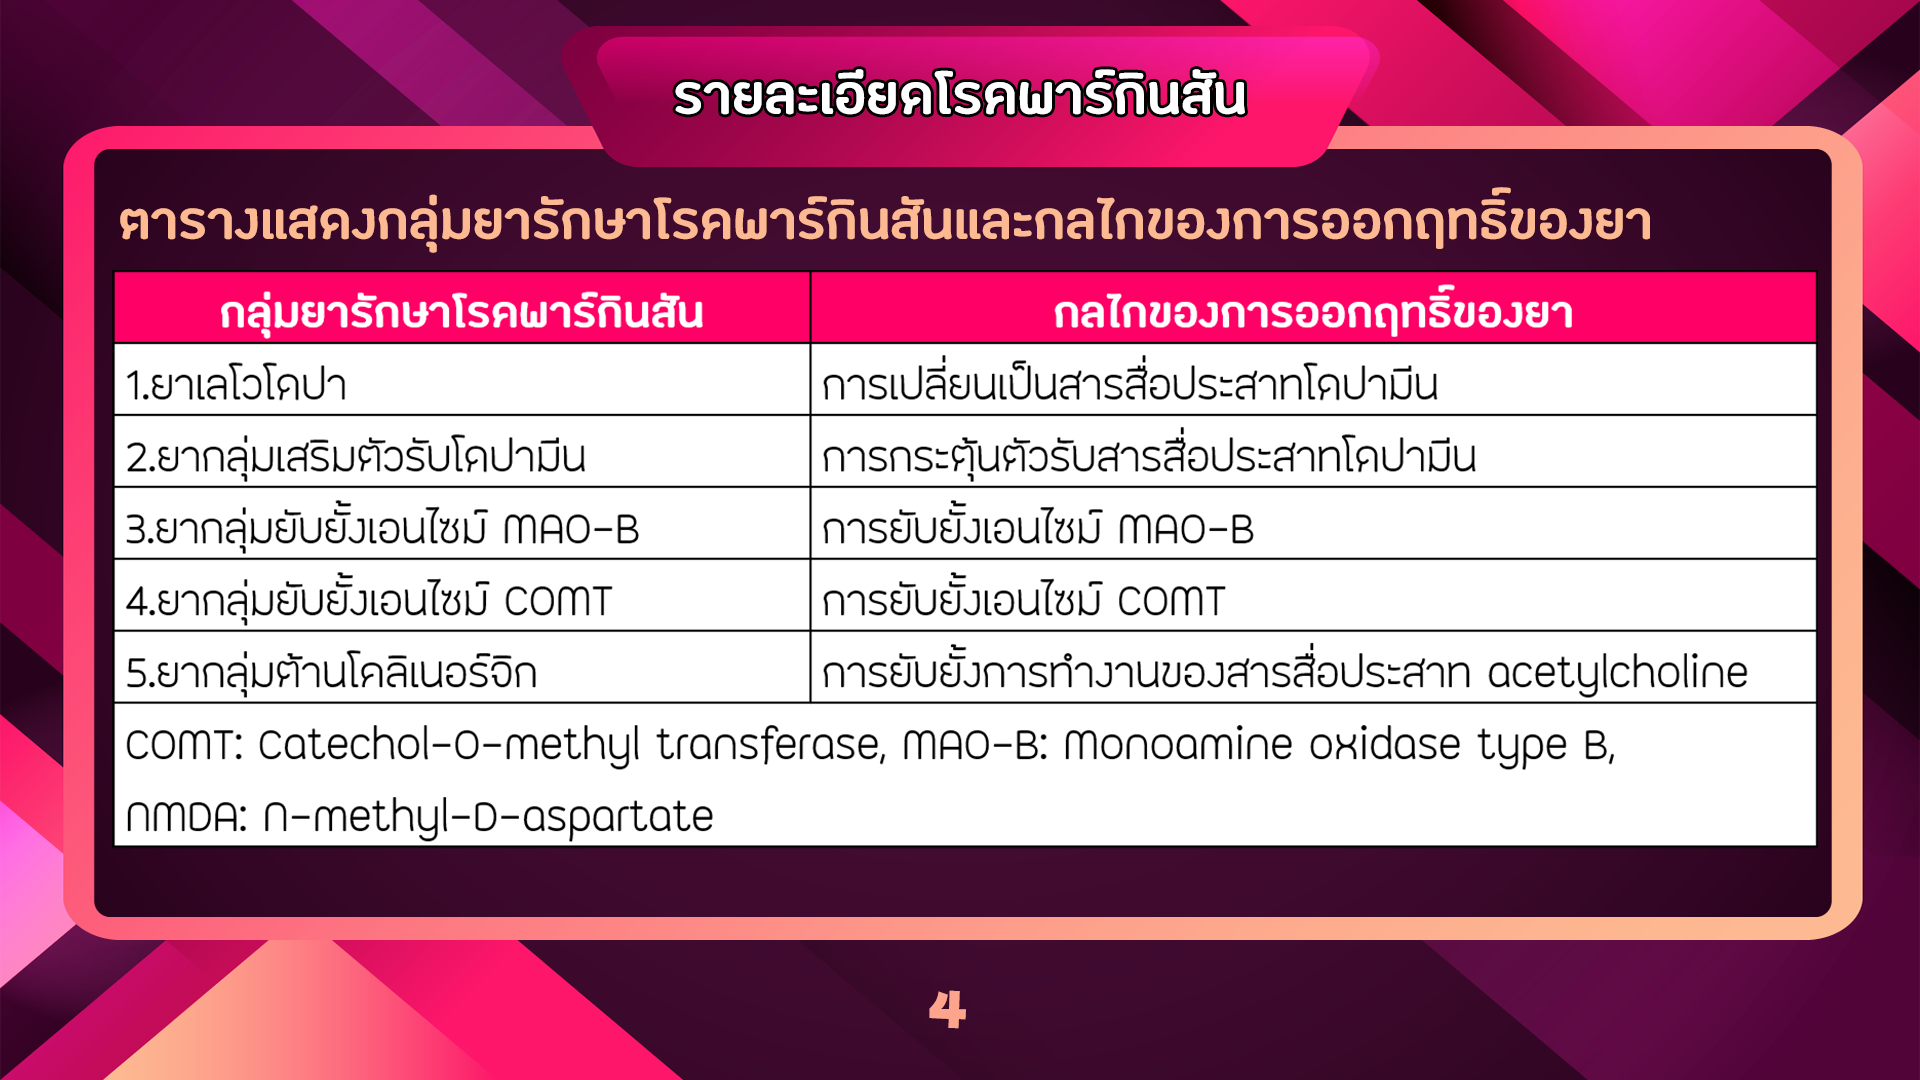 รายละเอียดโรคพาร์กินสัน
ตารางแสดงกลุ่มยารักษาโรคพาร์กินสันและกลไกของการออกฤทธิ์ของยา
กลุ่มยารักษาโรคพาร์กินสัน กลไกของการออกฤทธิ์ของยา
1.ยาเลโวโดปา การเปลี่ยนเป็นสารสื่อประสาทโดปามีน
2.ยากลุ่มเสริมตัวรับโดปามีน การกระตุ้นตัวรับสารสื่อประสาทโดปามีน
3.ยากลุ่มยับยั้งเอนไซม์ MAO-B การยับยั้งเอนไซม์ MAO-B
4.ยากลุ่มยับยั้งเอนไซม์ COMT การยับยั้งเอนไซม์ COMT
5.ยากลุ่มต้านโคลิเนอร์จิก การยับยั้งการทำงานของสารสื่อประสาท acetylcholine
COMT: Catechol-O-methyl transferase, MAO-B: Monoamine oxidase type B,
NMDA: N-methyl-D-aspartate
4